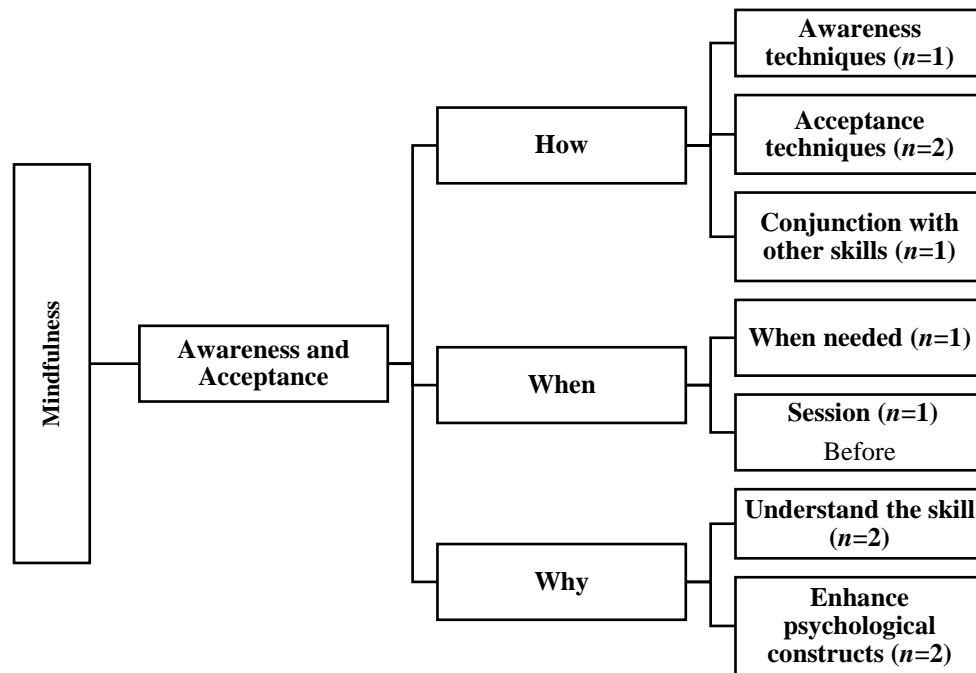 Mindfulness
Awareness and
Acceptance
How
Awareness
techniques (n=1)
Acceptance
techniques (n=2)
Conjunction with
other skills (n=1)
When
When needed (n=1)
Session (n=1)
Before
Why
Understand the skill
(n=2)
Enhance
psychological
constructs (n=2)